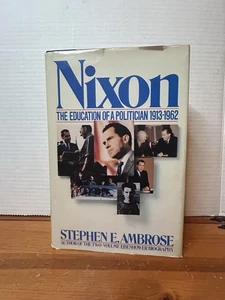 Nixon
THE EDUCATION OF A POLITICIAN 1913-1962
STEPHEN E. AMBROSE
AUTHOR OF THE TWO-VOLUME EISENHOWER BIOGRAPHY